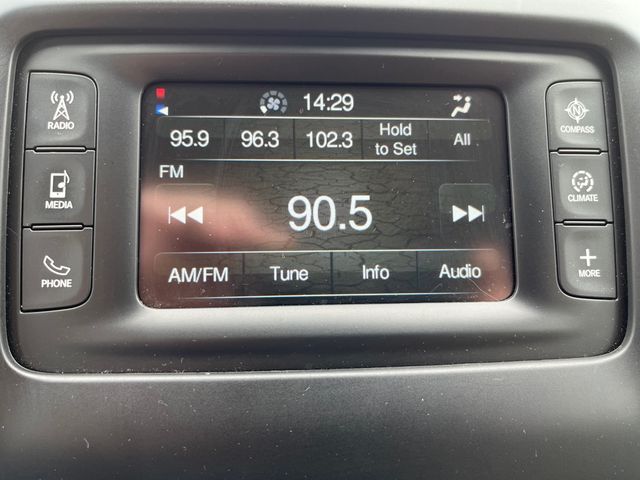 14:29
RADIO
MEDIA
PHONE
95.9 96.3 102.3 Hold
to Set All
FM
90.5
AM/FM Tune Info Audio
N
COMPASS
CLIMATE
MORE